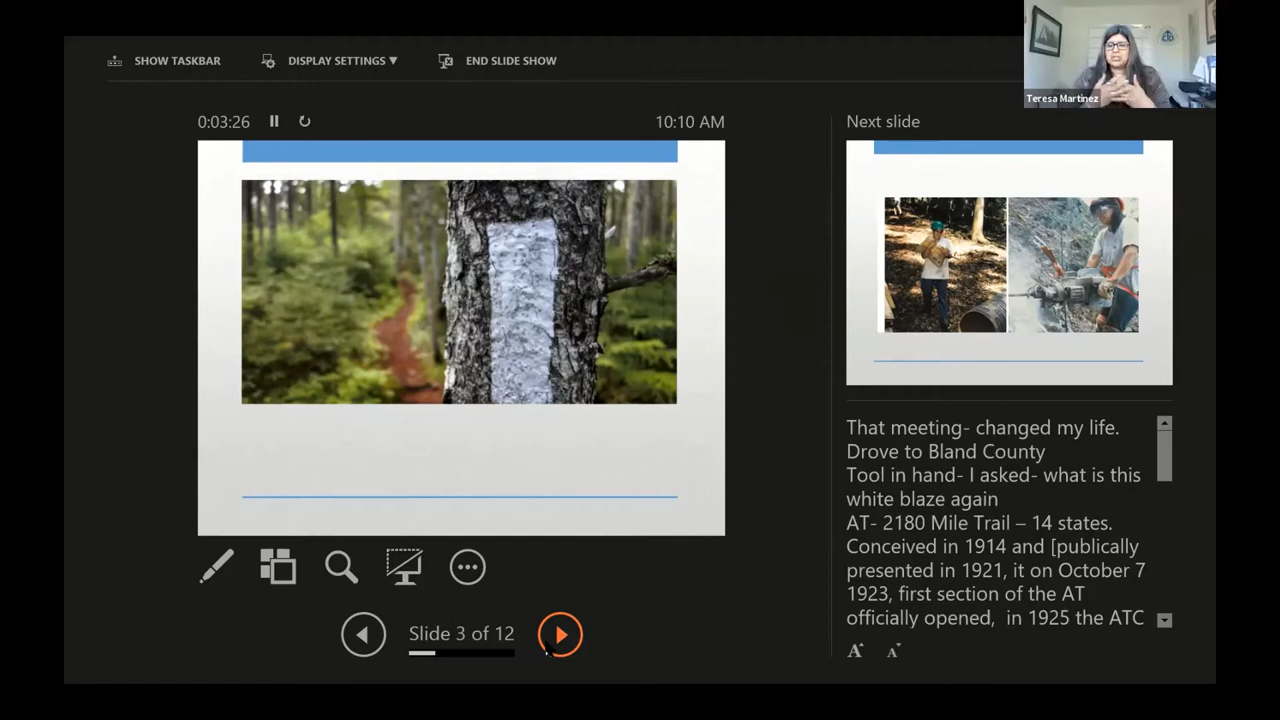 SHOW TASKBAR
DISPLAY SETTINGS ▼
END SLIDE SHOW
Teresa Martinez
0:03:26
10:10 AM
Next slide
That meeting- changed my life.
Drove to Bland County
Tool in hand- I asked- what is this
white blaze again
AT- 2180 Mile Trail – 14 states.
Conceived in 1914 and [publically
presented in 1921, it on October 7
1923, first section of the AT
officially opened,  in 1925 the ATC
Slide 3 of 12
A A